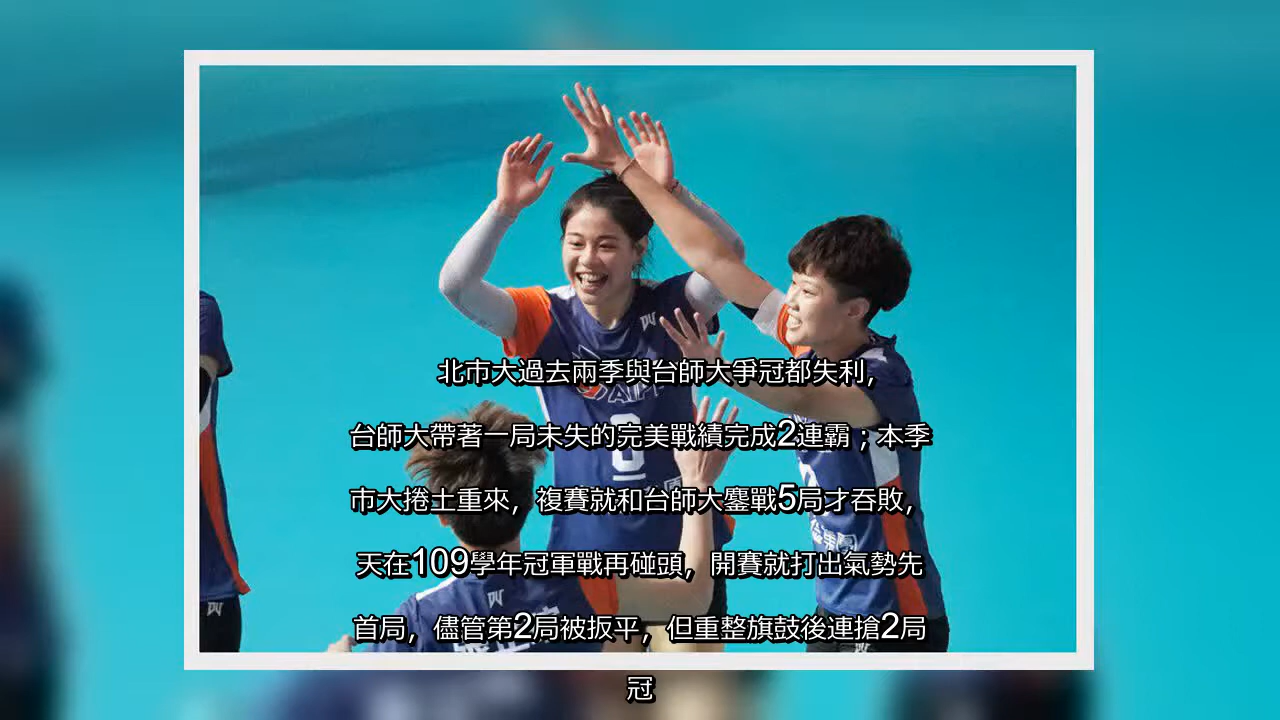 北市大過去兩季與台師大爭冠都失利,
台師大帶著一局未失的完美戰績完成2連霸；本季
市大捲土重來，複賽就和台師大鏖戰5局才吞敗，
天在109學年冠軍戰再碰頭，開賽就打出氣勢先
首局，儘管第2局被扳平，但重整旗鼓後連搶2局
冠